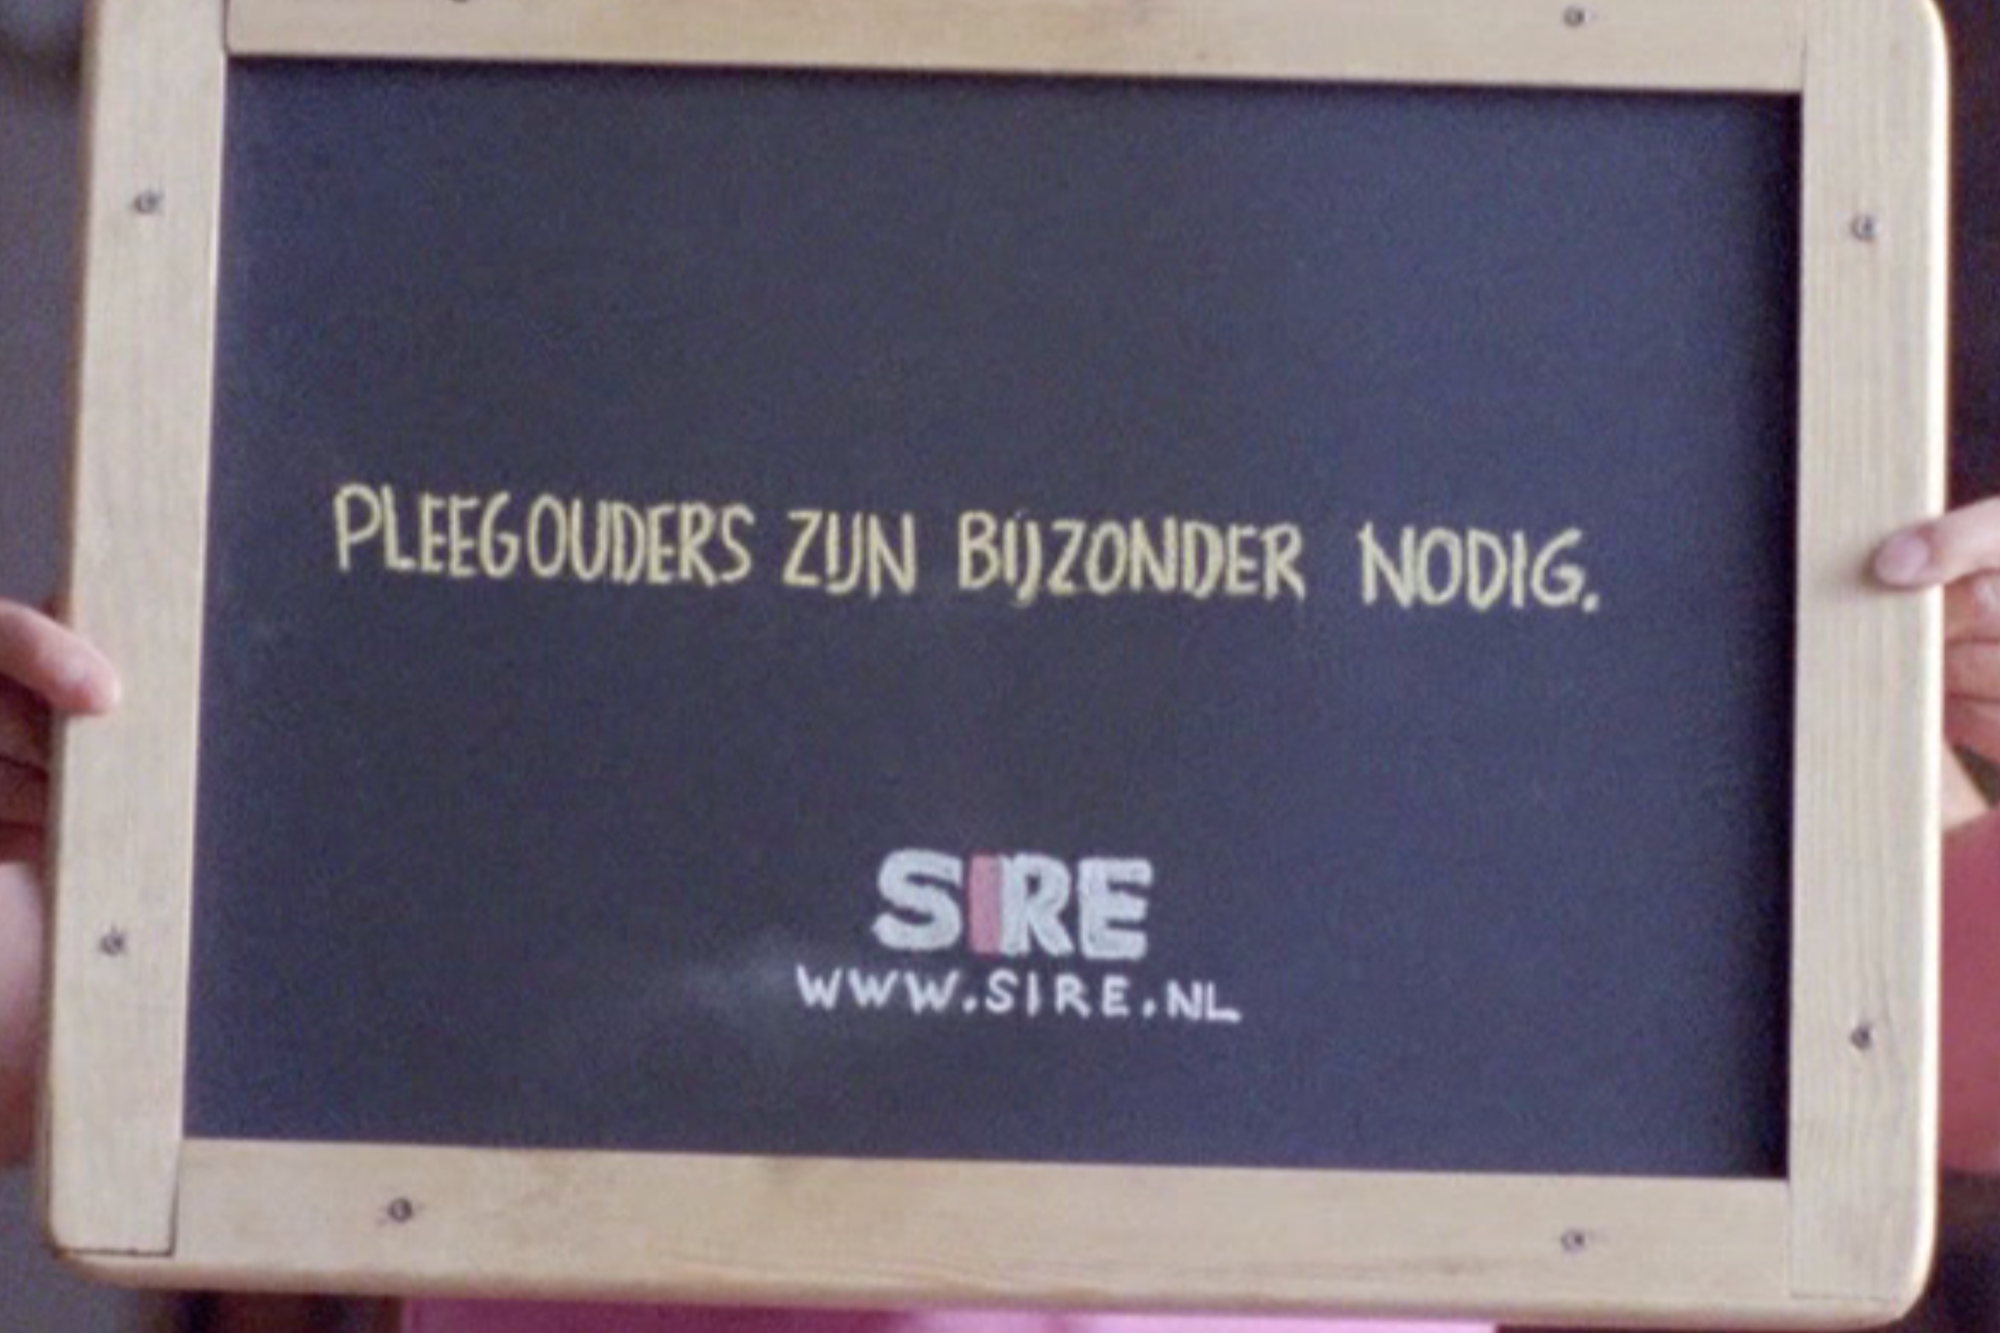 PLEEGOUDERS ZIJN BIJZONDER NODIG.
SIRE
WWW.SIRE.NL